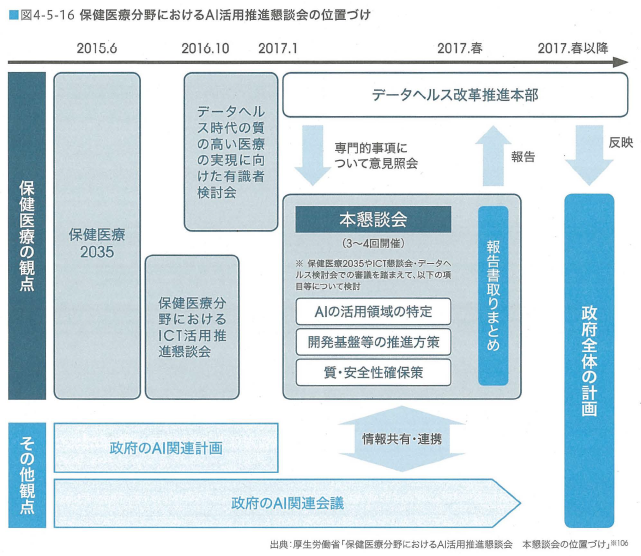 ■図4-5-16 保健医療分野におけるAI活用推進懇談会の位置づけ
2015.6
2016.10
2017.1
2017.春
2017.春以降
保健医療の観点
保健医療
2035
データヘル
ス時代の質
の高い医療
の実現に向
けた有識者
検討会
保健医療分
野における
ICT活用推
進懇談会
データヘルス改革推進本部
専門的事項に
ついて意見照会
報告
反映
本懇談会
(3〜4回開催)
※ 保健医療2035やICT懇談会・データヘ
ルス検討会での審議を踏まえて、以下の項
目等について検討
AIの活用領域の特定
開発基盤等の推進方策
質・安全性確保策
報告書取りまとめ
政府全体の計画
その他観点
政府のAI関連計画
情報共有・連携
政府のAI関連会議
出典:厚生労働省「保健医療分野におけるAI活用推進懇談会 本懇談会の位置づけ」※106